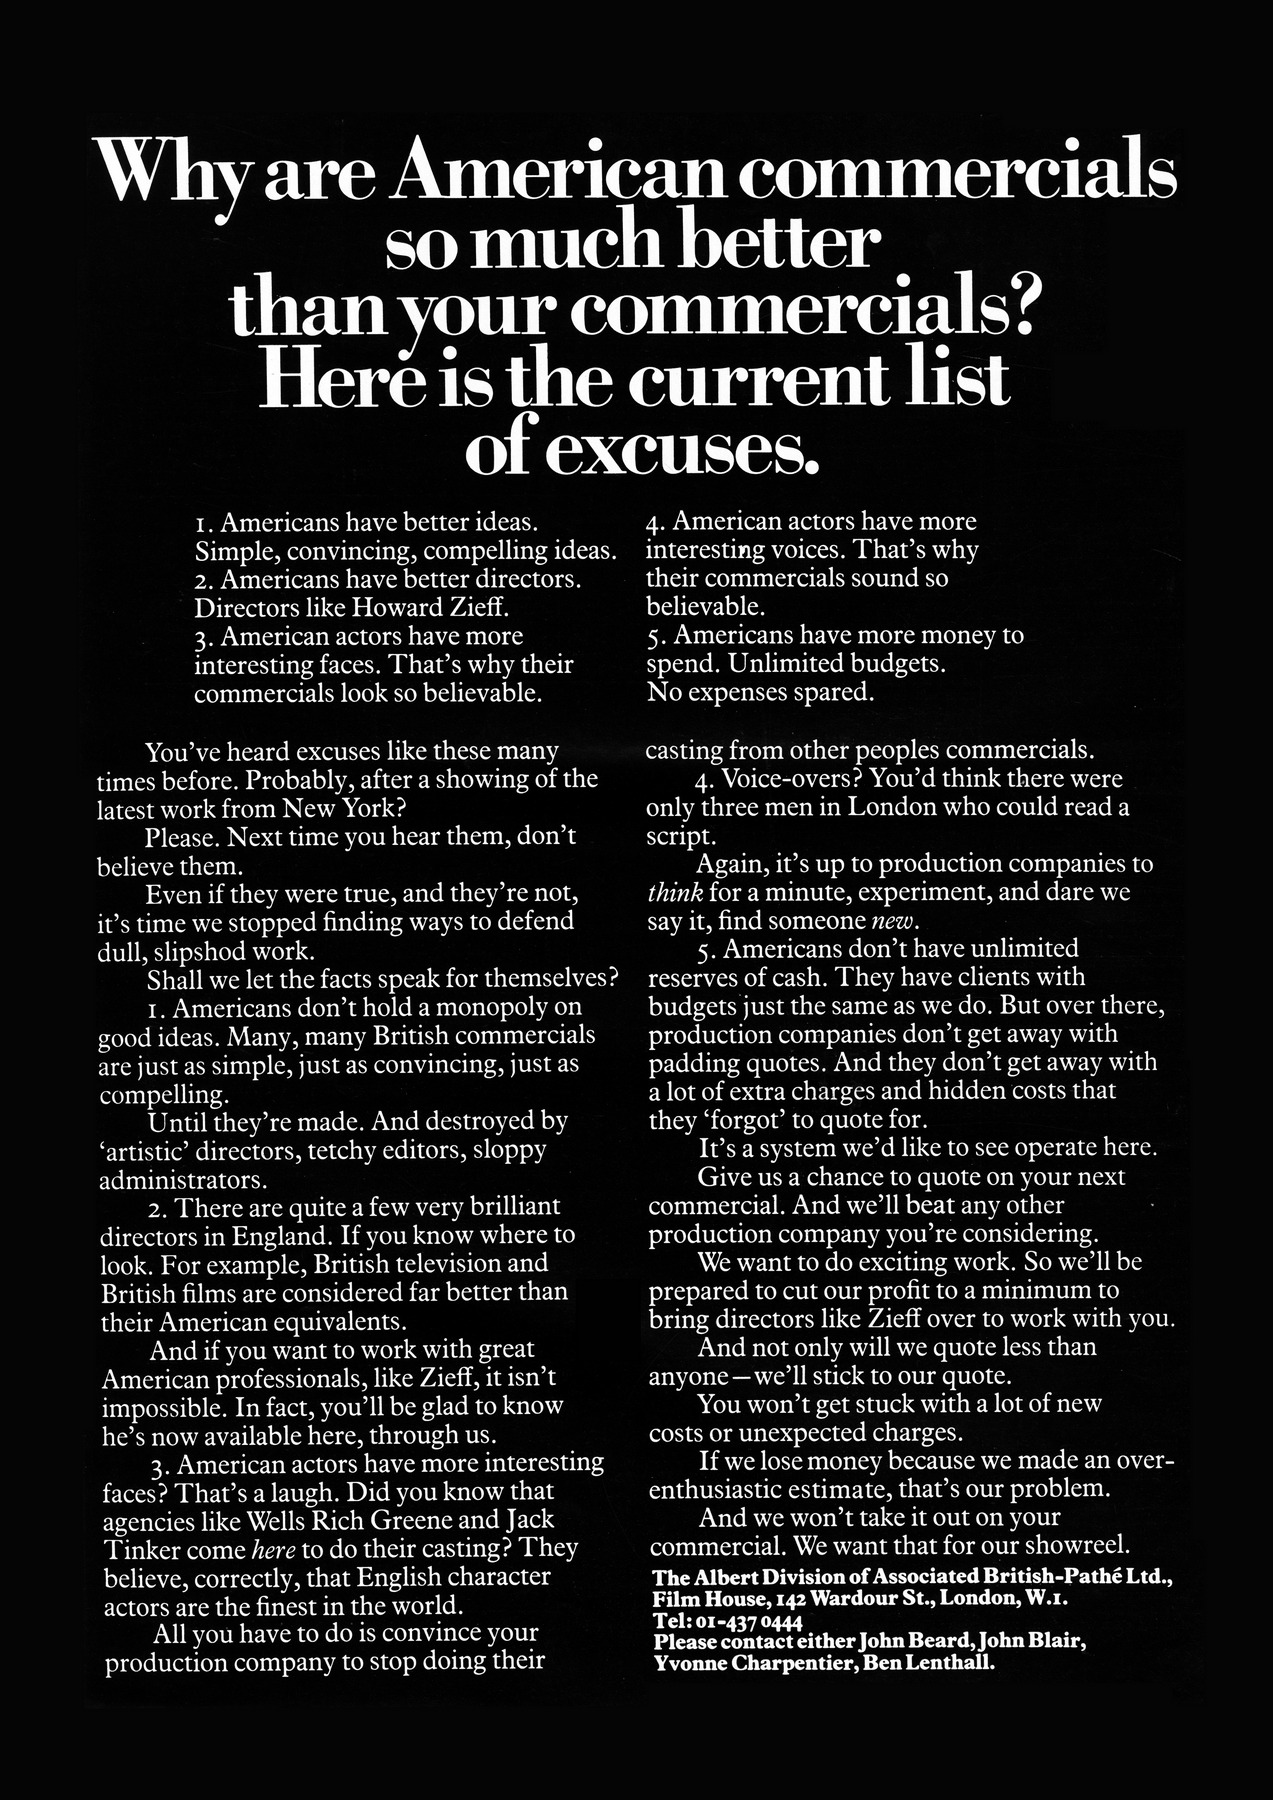 Why are American commercials
so much better
than your commercials?
Here is the current list
of excuses.
1. Americans have better ideas.
Simple, convincing, compelling ideas.
2. Americans have better directors.
Directors like Howard Zieff.
3. American actors have more
interesting faces. That's why their
commercials look so believable.
4. American actors have more
interesting voices. That's why
their commercials sound so
believable.
5. Americans have more money to
spend. Unlimited budgets.
No expenses spared.
You've heard excuses like these many
times before. Probably, after a showing of the
latest work from New York?
Please. Next time you hear them, don't
believe them.
Even if they were true, and they're not,
it's time we stopped finding ways to defend
dull, slipshod work.
Shall we let the facts speak for themselves?
1. Americans don't hold a monopoly on
good ideas. Many, many British commercials
are just as simple, just as convincing, just as
compelling.
Until they're made. And destroyed by
'artistic' directors, tetchy editors, sloppy
administrators.
2. There are quite a few very brilliant
directors in England. If you know where to
look. For example, British television and
British films are considered far better than
their American equivalents.
And if you want to work with great
American professionals, like Zieff, it isn't
impossible. In fact, you'll be glad to know
he's now available here, through us.
3. American actors have more interesting
faces? That's a laugh. Did you know that
agencies like Wells Rich Greene and Jack
Tinker come here to do their casting? They
believe, correctly, that English character
actors are the finest in the world.
All you have to do is convince your
production company to stop doing their
casting from other peoples commercials.
4. Voice-overs? You'd think there were
only three men in London who could read a
script.
Again, it's up to production companies to
think for a minute, experiment, and dare we
say it, find someone new.
5. Americans don't have unlimited
reserves of cash. They have clients with
budgets just the same as we do. But over there,
production companies don't get away with
padding quotes. And they don't get away with
a lot of extra charges and hidden costs that
they 'forgot' to quote for.
It's a system we'd like to see operate here.
Give us a chance to quote on your next
commercial. And we'll beat any other
production company you're considering.
We want to do exciting work. So we'll be
prepared to cut our profit to a minimum to
bring directors like Zieff over to work with you.
And not only will we quote less than
anyone—we'll stick to our quote.
You won't get stuck with a lot of new
costs or unexpected charges.
If we lose money because we made an over-
enthusiastic estimate, that's our problem.
And we won't take it out on your
commercial. We want that for our showreel.
The Albert Division of Associated British-Pathé Ltd.,
Film House, 142 Wardour St., London, W.1.
Tel: 01-437 0444
Please contact either John Beard, John Blair,
Yvonne Charpentier, Ben Lenthall.